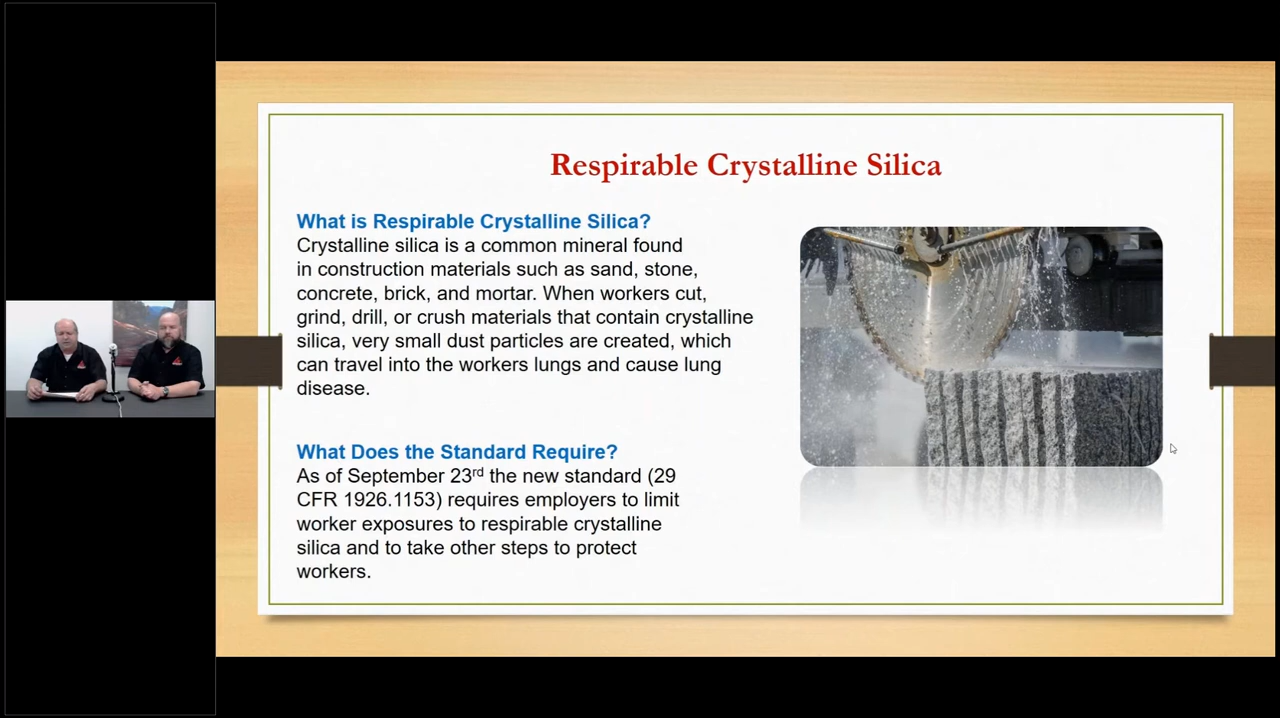 Respirable Crystalline Silica
What is Respirable Crystalline Silica?
Crystalline silica is a common mineral found
in construction materials such as sand, stone,
concrete, brick, and mortar. When workers cut,
grind, drill, or crush materials that contain crystalline
silica, very small dust particles are created, which
can travel into the workers lungs and cause lung
disease.
What Does the Standard Require?
As of September 23rd the new standard (29
CFR 1926.1153) requires employers to limit
worker exposures to respirable crystalline
silica and to take other steps to protect
workers.